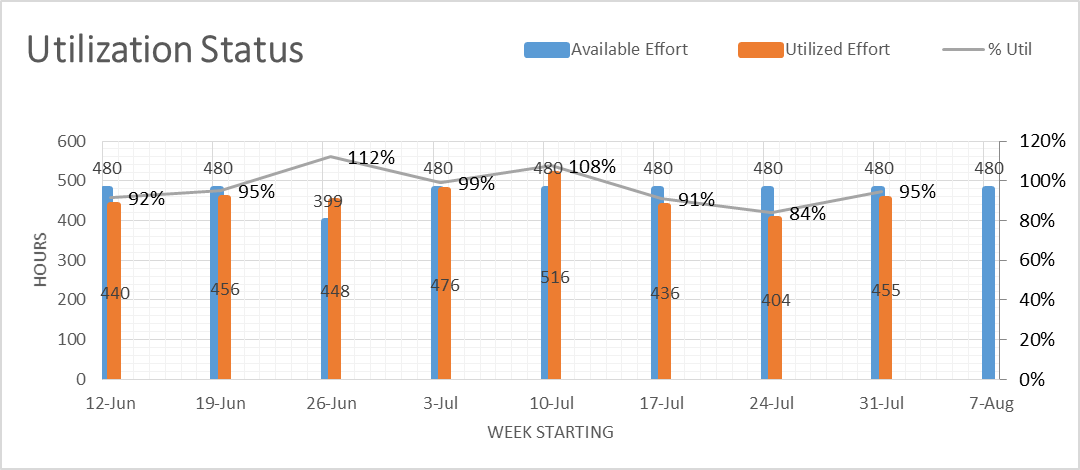 Utilization Status
Available Effort Utilized Effort % Util
600 120%
480 480 480 480 480 480 480 480
112% 108%
500 100%
92% 95% 99% 91% 84% 95%
399
400 80%
HOURS
300 60%
440 456 448 476 516 436 404 455
200 40%
100 20%
0 0%
12-Jun 19-Jun 26-Jun 3-Jul 10-Jul 17-Jul 24-Jul 31-Jul 7-Aug
WEEK STARTING